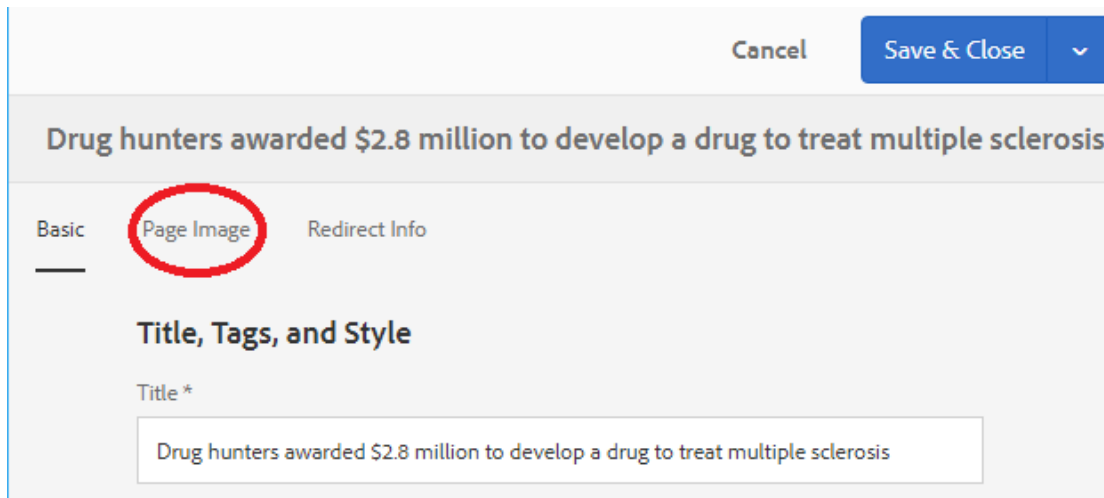 Cancel Save & Close
Drug hunters awarded $2.8 million to develop a drug to treat multiple sclerosis
Basic Page Image Redirect Info
Title, Tags, and Style
Title *
Drug hunters awarded $2.8 million to develop a drug to treat multiple sclerosis